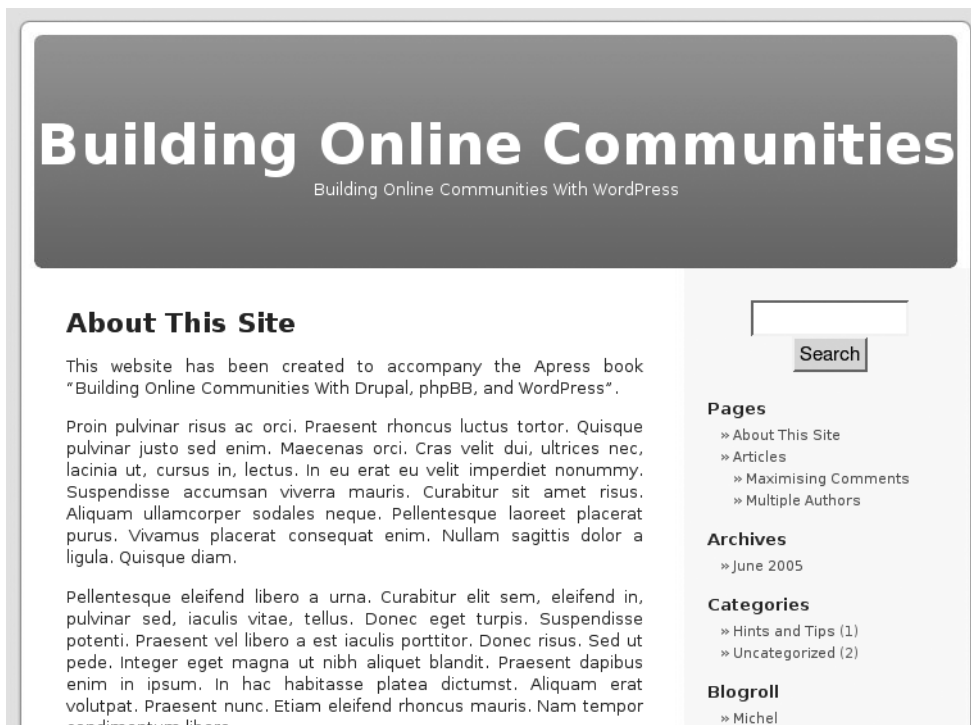 Building Online Communities
Building Online Communities With WordPress
About This Site
This website has been created to accompany the Apress book
“Building Online Communities With Drupal, phpBB, and WordPress”.
Proin pulvinar risus ac orci. Praesent rhoncus luctus tortor. Quisque
pulvinar justo sed enim. Maecenas orci. Cras velit dui, ultrices nec,
lacinia ut, cursus in, lectus. In eu erat eu velit imperdiet nonummy.
Suspendisse accumsan viverra mauris. Curabitur sit amet risus.
Aliquam ullamcorper sodales neque. Pellentesque laoreet placerat
purus. Vivamus placerat consequat enim. Nullam sagittis dolor a
ligula. Quisque diam.
Pellentesque eleifend libero a urna. Curabitur elit sem, eleifend in,
pulvinar sed, iaculis vitae, tellus. Donec eget turpis. Suspendisse
potenti. Praesent vel libero a est iaculis porttitor. Donec risus. Sed ut
pede. Integer eget magna ut nibh aliquet blandit. Praesent dapibus
enim in ipsum. In hac habitasse platea dictumst. Aliquam erat
volutpat. Praesent nunc. Etiam eleifend rhoncus mauris. Nam tempor
Search
Pages
» About This Site
» Articles
» Maximising Comments
» Multiple Authors
Archives
» June 2005
Categories
» Hints and Tips (1)
» Uncategorized (2)
Blogroll
» Michel